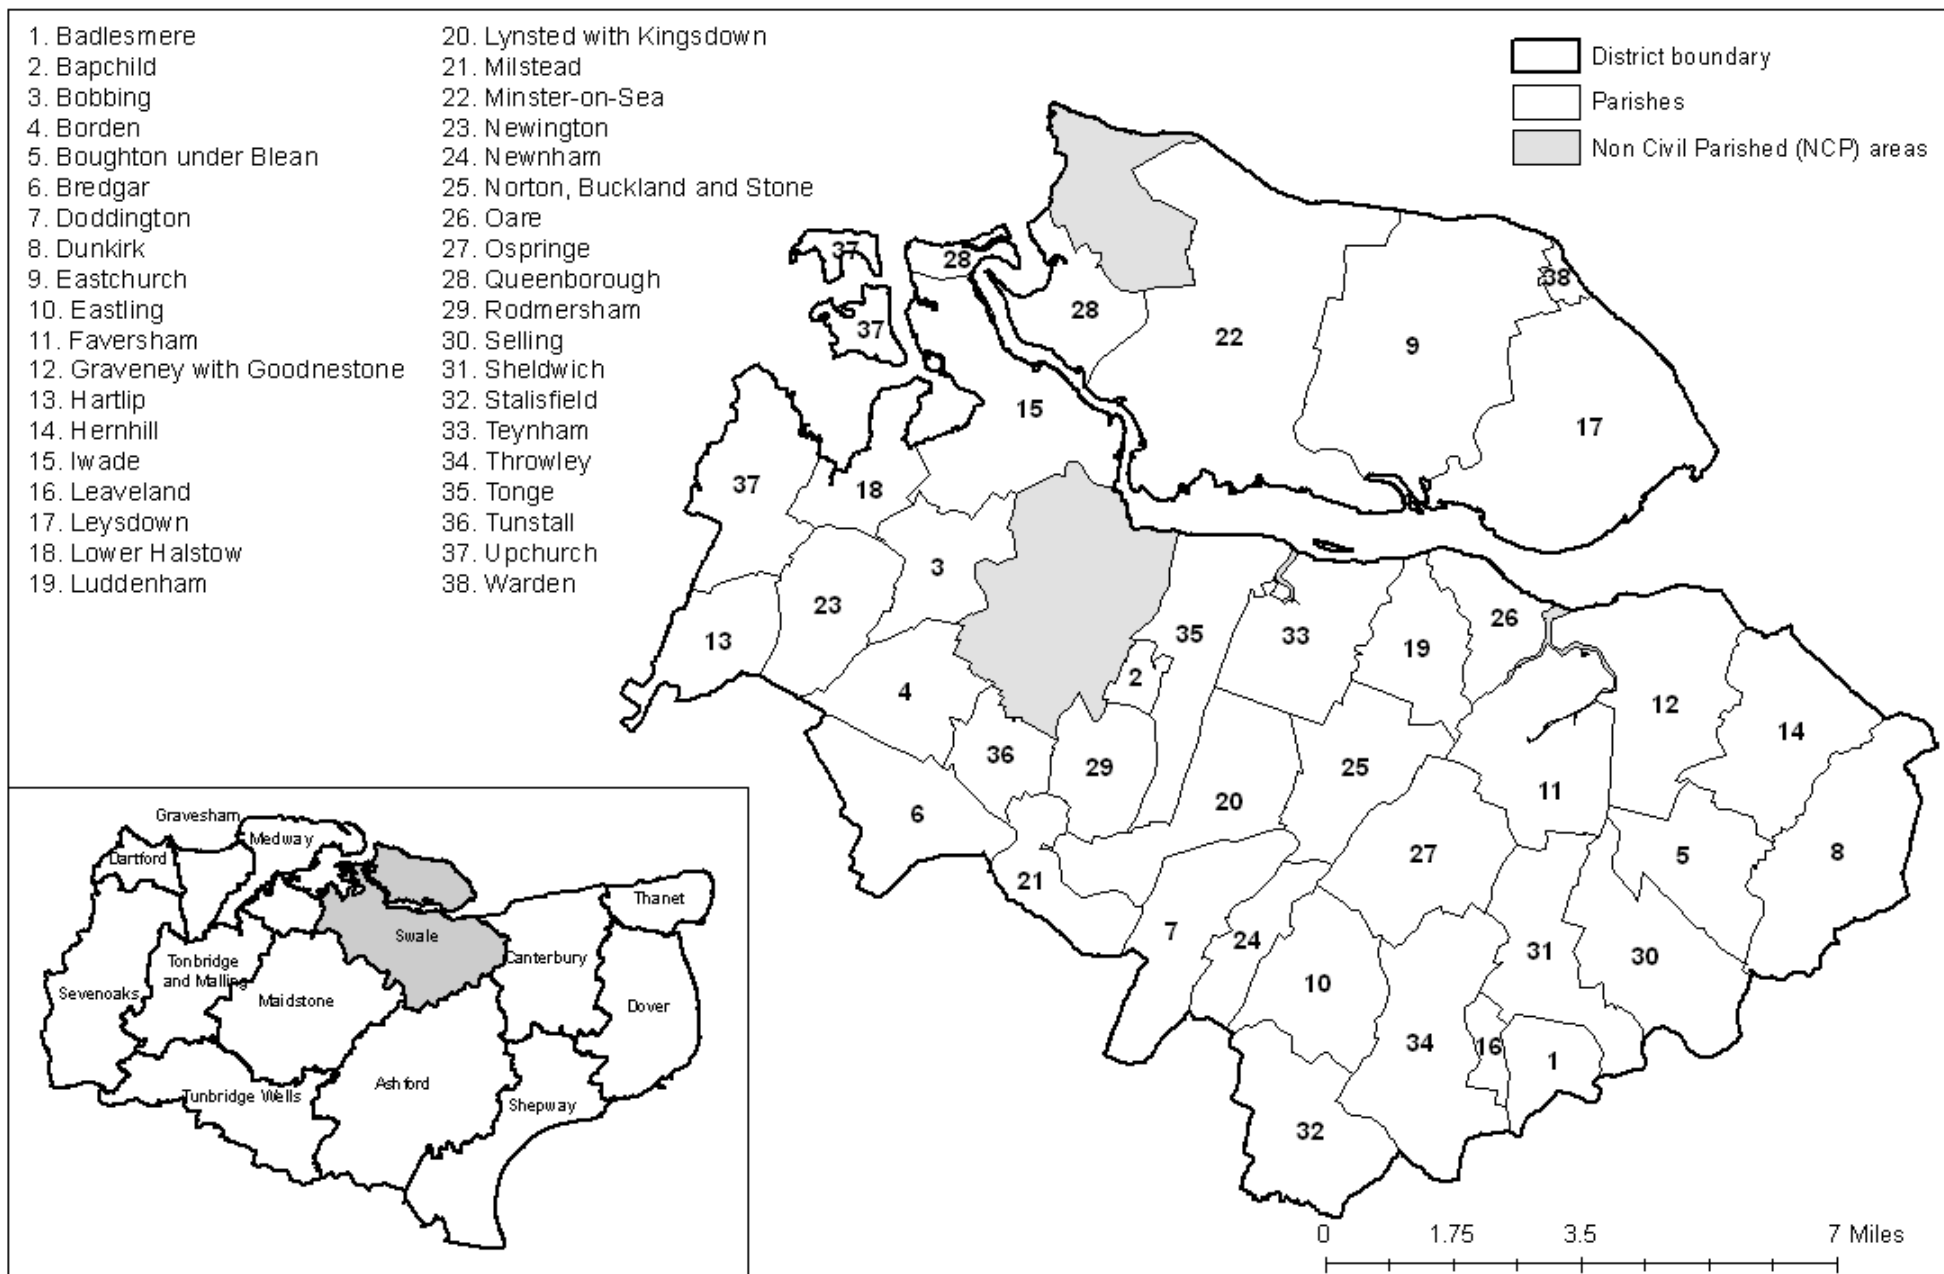 1. Badlesmere
2. Bapchild
3. Bobbing
4. Borden
5. Boughton under Blean
6. Bredgar
7. Doddington
8. Dunkirk
9. Eastchurch
10. Eastling
11. Faversham
12. Graveney with Goodnestone
13. Hartlip
14. Hernhill
15. Iwade
16. Leaveland
17. Leysdown
18. Lower Halstow
19. Luddenham
20. Lynsted with Kingsdown
21. Milstead
22. Minster-on-Sea
23. Newington
24. Newnham
25. Norton, Buckland and Stone
26. Oare
27. Ospringe
28. Queenborough
29. Rodmersham
30. Selling
31. Sheldwich
32. Stalisfield
33. Teynham
34. Throwley
35. Tonge
36. Tunstall
37. Upchurch
38. Warden
District boundary
Parishes
Non Civil Parished (NCP) areas
37
28
38
37
28
22
9
15
17
37
18
3
23
26
13
35
33
19
2
4
12
14
36
29
25
20
11
6
27
5
8
21
7
24
31
30
10
34
16
1
32
Gravesham
Medway
Dartford
Thanet
Swale
Tonbridge
and Malling
Canterbury
Sevenoaks
Maidstone
Dover
Ashford
Tunbridge Wells
Shepway
0 1.75 3.5 7 Miles